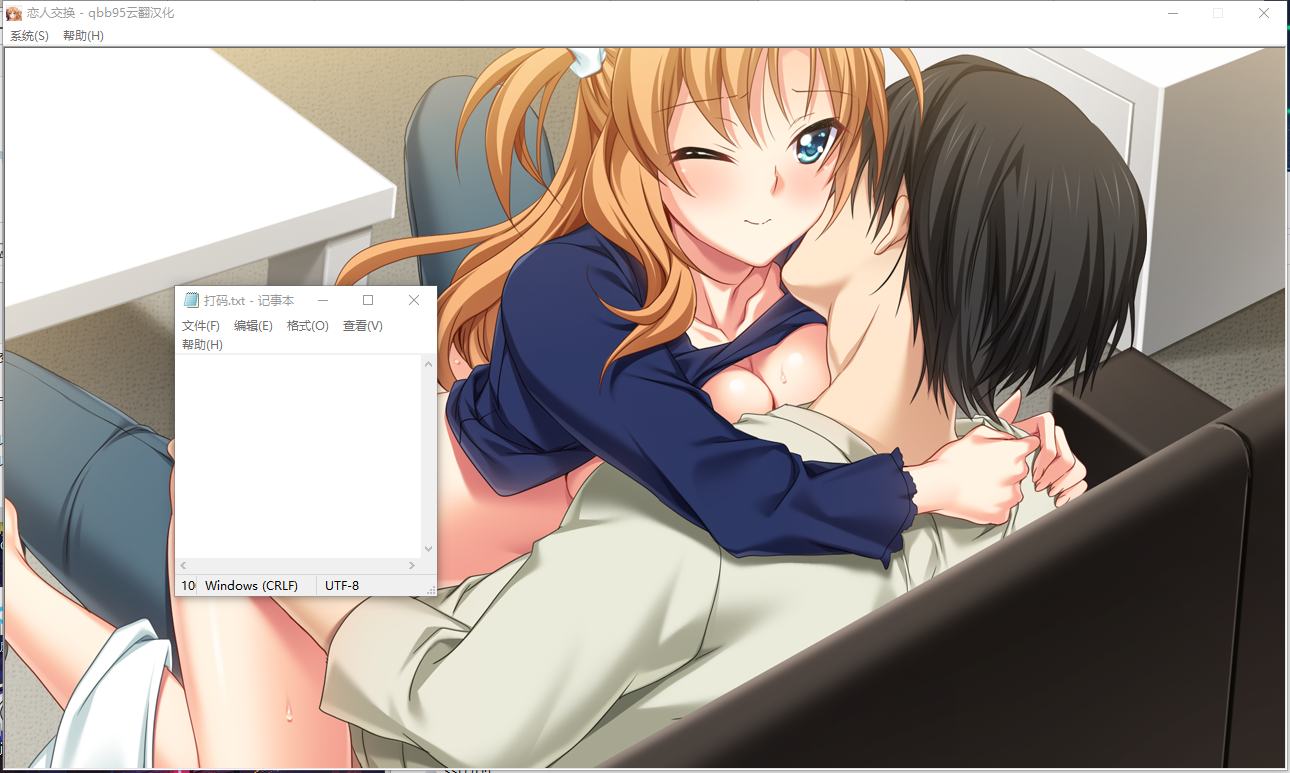 恋人交换 - qbb95云翻汉化
系统(S) 帮助(H)
打码.txt - 记事本
文件(F) 编辑(E) 格式(O) 查看(V)
帮助(H)
10 Windows (CRLF) UTF-8